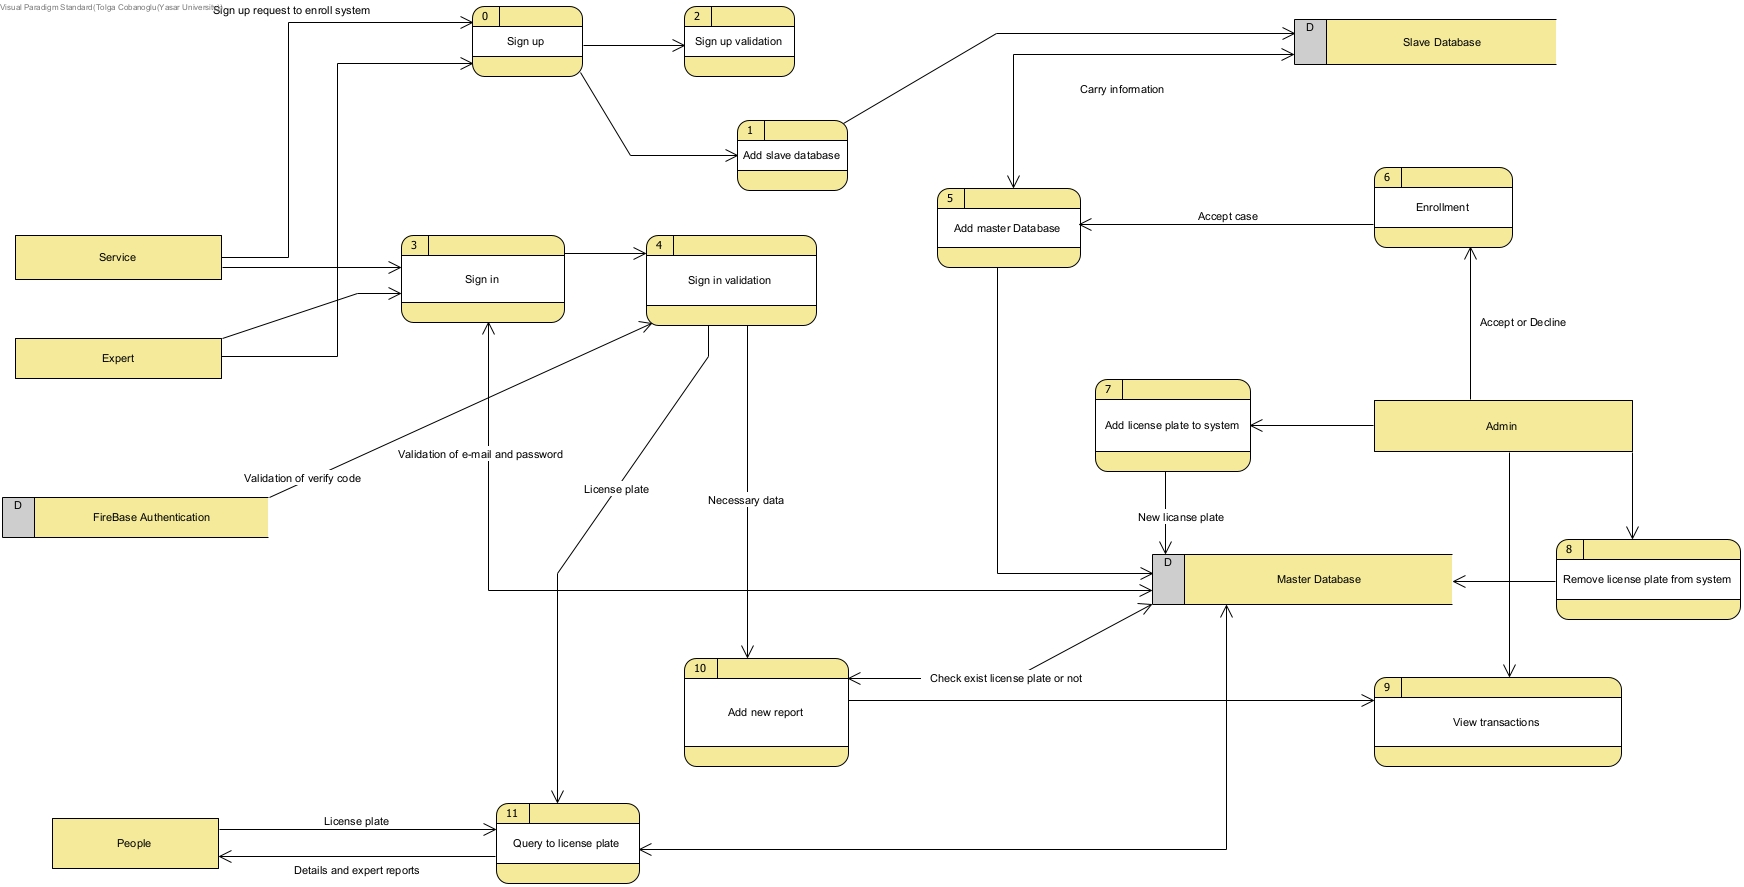 Visual Paradigm Standard(Tolga Cobanoglu(Yasar University)
Sign up request to enroll system
0
Sign up
2
Sign up validation
D
Slave Database
Carry information
1
Add slave database
5
Add master Database
6
Enrollment
Accept case
Service
3
Sign in
4
Sign in validation
Accept or Decline
Expert
7
Add license plate to system
Admin
Validation of e-mail and password
Validation of verify code
License plate
Necessary data
D
FireBase Authentication
New licanse plate
D
Master Database
8
Remove license plate from system
10
Add new report
Check exist license plate or not
9
View transactions
People
License plate
Details and expert reports
11
Query to license plate